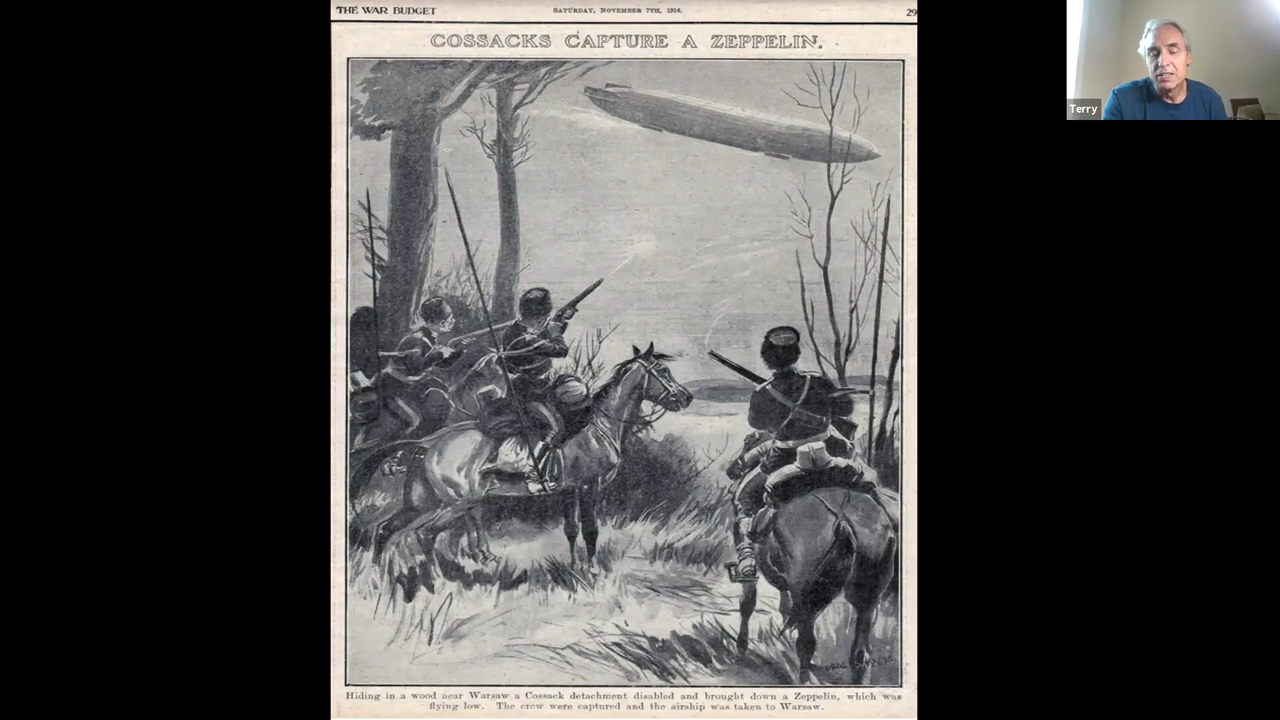 THE WAR BUDGET
SATURDAY, NOVEMBER 7TH, 1914.
29
COSSACKS CAPTURE A ZEPPELIN.
Terry
Hiding in a wood near Warsaw a Cossack detachment disabled and brought down a Zeppelin, which was
flying low. The crew were captured and the airship was taken to Warsaw.